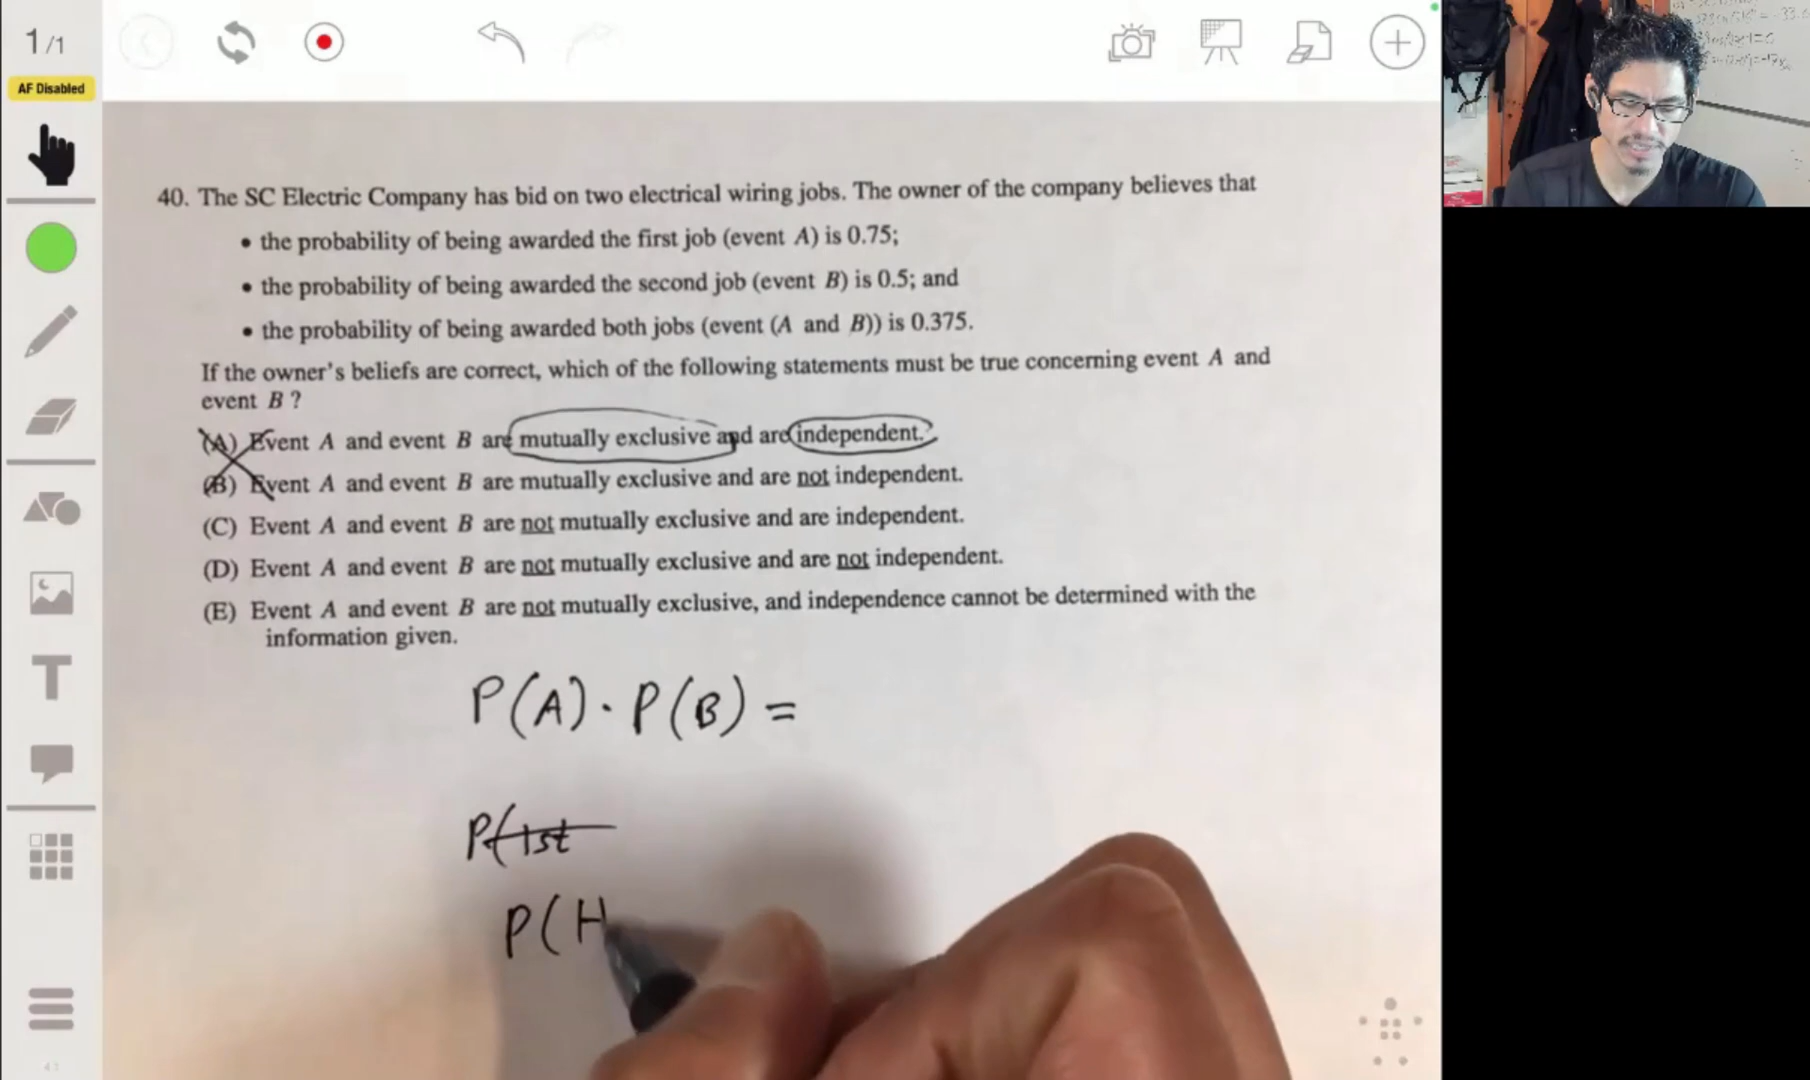 1/1
AF Disabled
40. The SC Electric Company has bid on two electrical wiring jobs. The owner of the company believes that
• the probability of being awarded the first job (event A) is 0.75;
• the probability of being awarded the second job (event B) is 0.5; and
• the probability of being awarded both jobs (event (A and B)) is 0.375.
If the owner's beliefs are correct, which of the following statements must be true concerning event A and
event B ?
(A) Event A and event B are mutually exclusive and are independent.
(B) Event A and event B are mutually exclusive and are not independent.
(C) Event A and event B are not mutually exclusive and are independent.
(D) Event A and event B are not mutually exclusive and are not independent.
(E) Event A and event B are not mutually exclusive, and independence cannot be determined with the
information given.
P(A) · P(B) =
P(1st
P(H
T